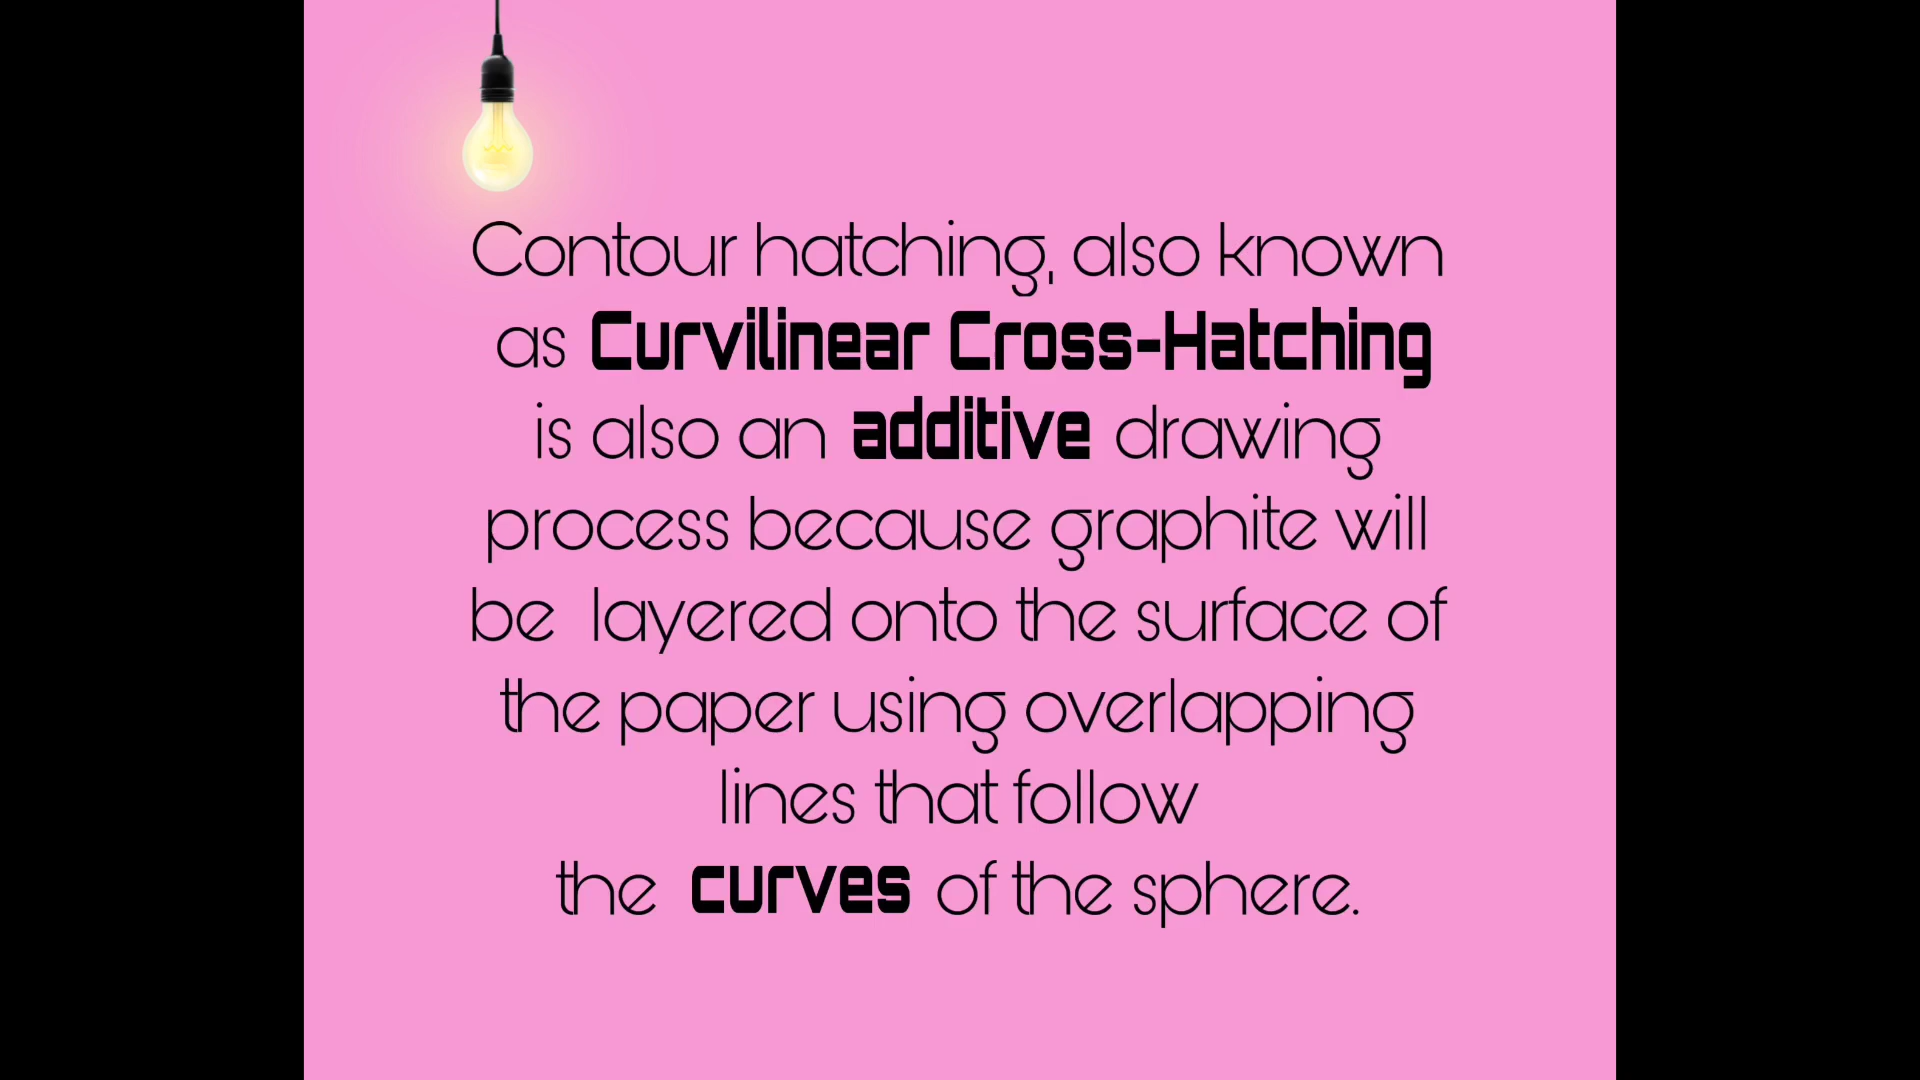 Contour hatching, also known
as Curvilinear Cross-Hatching
is also an additive drawing
process because graphite will
be layered onto the surface of
the paper using overlapping
lines that follow
the curves of the sphere.